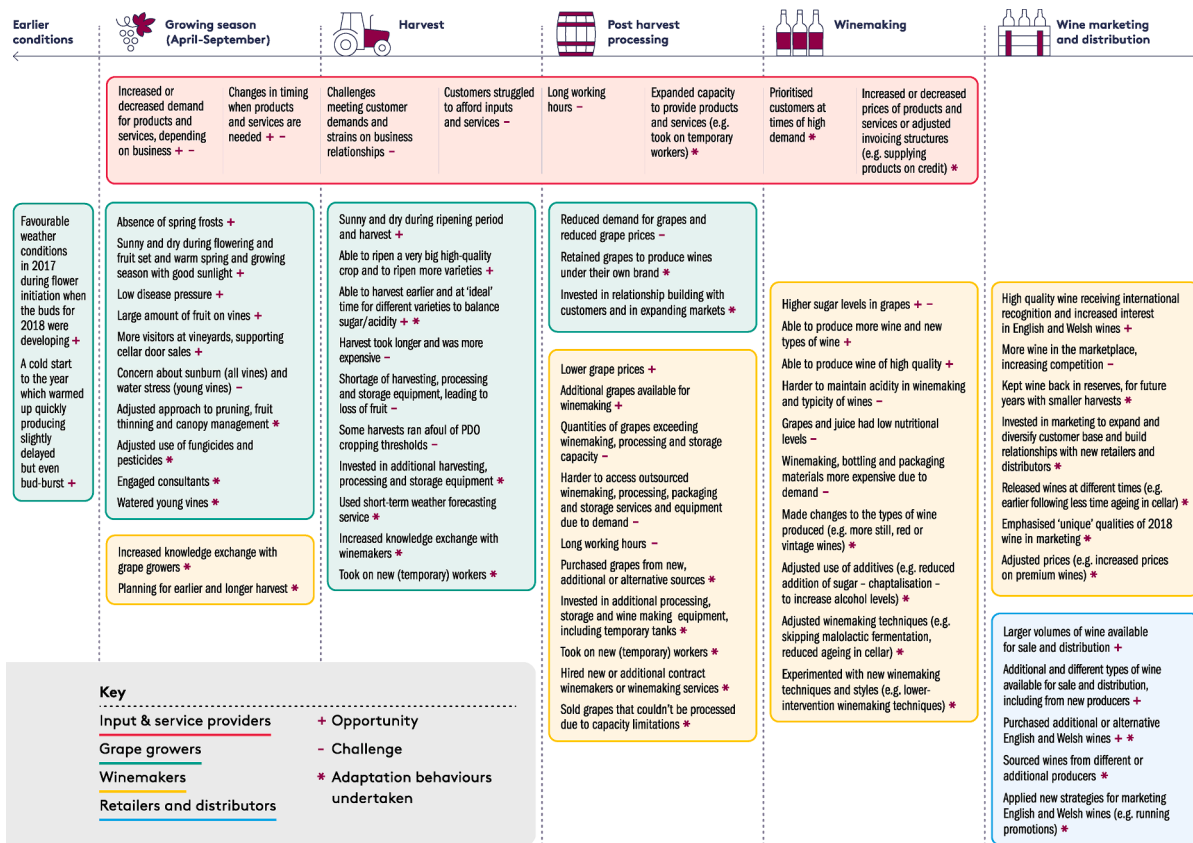 Earlier
conditions
Growing season
(April-September)
Harvest
Post harvest
processing
Winemaking
Wine marketing
and distribution
Increased or
decreased demand
for products and
services, depending
on business + –
Changes in timing
when products
and services are
needed + –
Challenges
meeting customer
demands and
strains on business
relationships –
Customers struggled
to afford inputs
and services –
Long working
hours –
Expanded capacity
to provide products
and services (e.g.
took on temporary
workers) *
Prioritised
customers at
times of high
demand *
Increased or decreased
prices of products and
services or adjusted
invoicing structures
(e.g. supplying
products on credit) *
Favourable
weather
conditions
in 2017
during flower
initiation when
the buds for
2018 were
developing +
A cold start
to the year
which warmed
up quickly
producing
slightly
delayed
but even
bud-burst +
Absence of spring frosts +
Sunny and dry during flowering and
fruit set and warm spring and growing
season with good sunlight +
Low disease pressure +
Large amount of fruit on vines +
More visitors at vineyards, supporting
cellar door sales +
Concern about sunburn (all vines) and
water stress (young vines) –
Adjusted approach to pruning, fruit
thinning and canopy management *
Adjusted use of fungicides and
pesticides *
Engaged consultants *
Watered young vines *
Increased knowledge exchange with
grape growers *
Planning for earlier and longer harvest *
Sunny and dry during ripening period
and harvest +
Able to ripen a very big high-quality
crop and to ripen more varieties +
Able to harvest earlier and at ‘ideal’
time for different varieties to balance
sugar/acidity + *
Harvest took longer and was more
expensive –
Shortage of harvesting, processing
and storage equipment, leading to
loss of fruit –
Some harvests ran afoul of PDO
cropping thresholds –
Invested in additional harvesting,
processing and storage equipment *
Used short-term weather forecasting
service *
Increased knowledge exchange with
winemakers *
Took on new (temporary) workers *
Reduced demand for grapes and
reduced grape prices –
Retained grapes to produce wines
under their own brand *
Invested in relationship building with
customers and in expanding markets *
Lower grape prices +
Additional grapes available for
winemaking +
Quantities of grapes exceeding
winemaking, processing and storage
capacity –
Harder to access outsourced
winemaking, processing, packaging
and storage services and equipment
due to demand –
Long working hours –
Purchased grapes from new,
additional or alternative sources *
Invested in additional processing,
storage and wine making equipment,
including temporary tanks *
Took on new (temporary) workers *
Hired new or additional contract
winemakers or winemaking services *
Sold grapes that couldn’t be processed
due to capacity limitations *
Higher sugar levels in grapes + –
Able to produce more wine and new
types of wine +
Able to produce wine of high quality +
Harder to maintain acidity in winemaking
and typicity of wines –
Grapes and juice had low nutritional
levels –
Winemaking, bottling and packaging
materials more expensive due to
demand –
Made changes to the types of wine
produced (e.g. more still, red or
vintage wines) *
Adjusted use of additives (e.g. reduced
addition of sugar – chaptalisation –
to increase alcohol levels) *
Adjusted winemaking techniques (e.g.
skipping malolactic fermentation,
reduced ageing in cellar) *
Experimented with new winemaking
techniques and styles (e.g. lower-
intervention winemaking techniques) *
High quality wine receiving international
recognition and increased interest
in English and Welsh wines +
More wine in the marketplace,
increasing competition –
Kept wine back in reserves, for future
years with smaller harvests *
Invested in marketing to expand and
diversify customer base and build
relationships with new retailers and
distributors *
Released wines at different times (e.g.
earlier following less time ageing in cellar) *
Emphasised ‘unique’ qualities of 2018
wine in marketing *
Adjusted prices (e.g. increased prices
on premium wines) *
Larger volumes of wine available
for sale and distribution +
Additional and different types of wine
available for sale and distribution,
including from new producers +
Purchased additional or alternative
English and Welsh wines + *
Sourced wines from different or
additional producers *
Applied new strategies for marketing
English and Welsh wines (e.g. running
promotions) *
Key
Input & service providers
Grape growers
Winemakers
Retailers and distributors
+ Opportunity
– Challenge
* Adaptation behaviours
undertaken